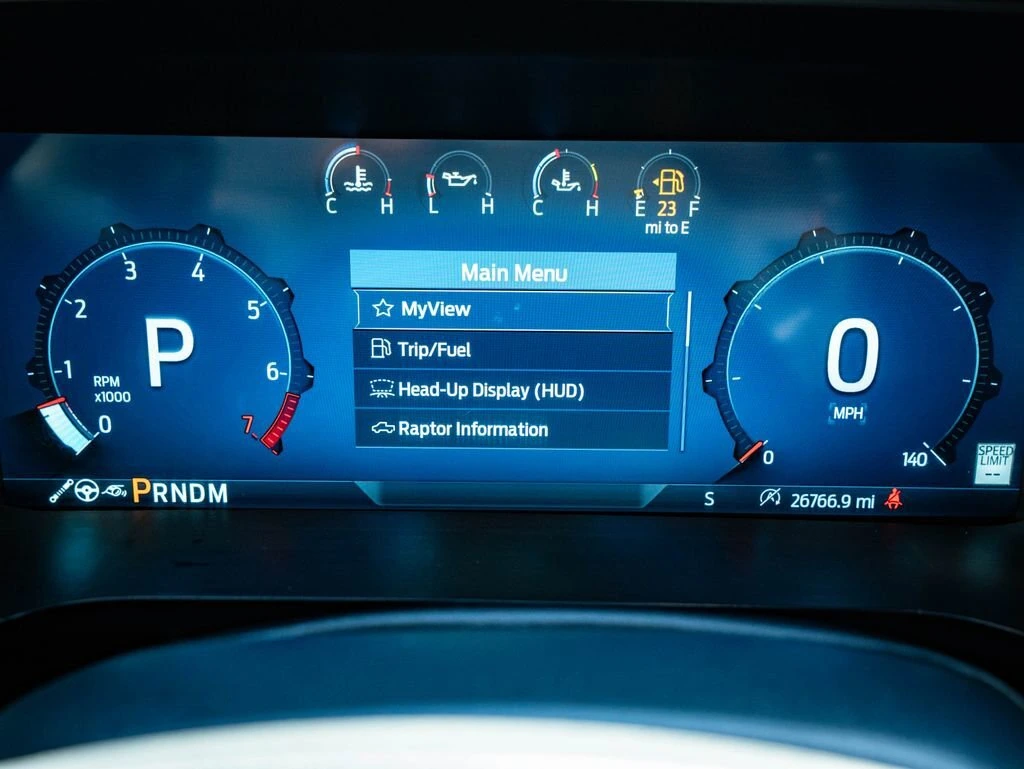 C H
L H
C H
E 23 F
mi to E
Main Menu
MyView
Trip/Fuel
Head-Up Display (HUD)
Raptor Information
0
1
2
3
4
5
6
7
P
RPM
x1000
0
MPH
0
140
SPEED
LIMIT
--
PRNDM
S
26766.9 mi